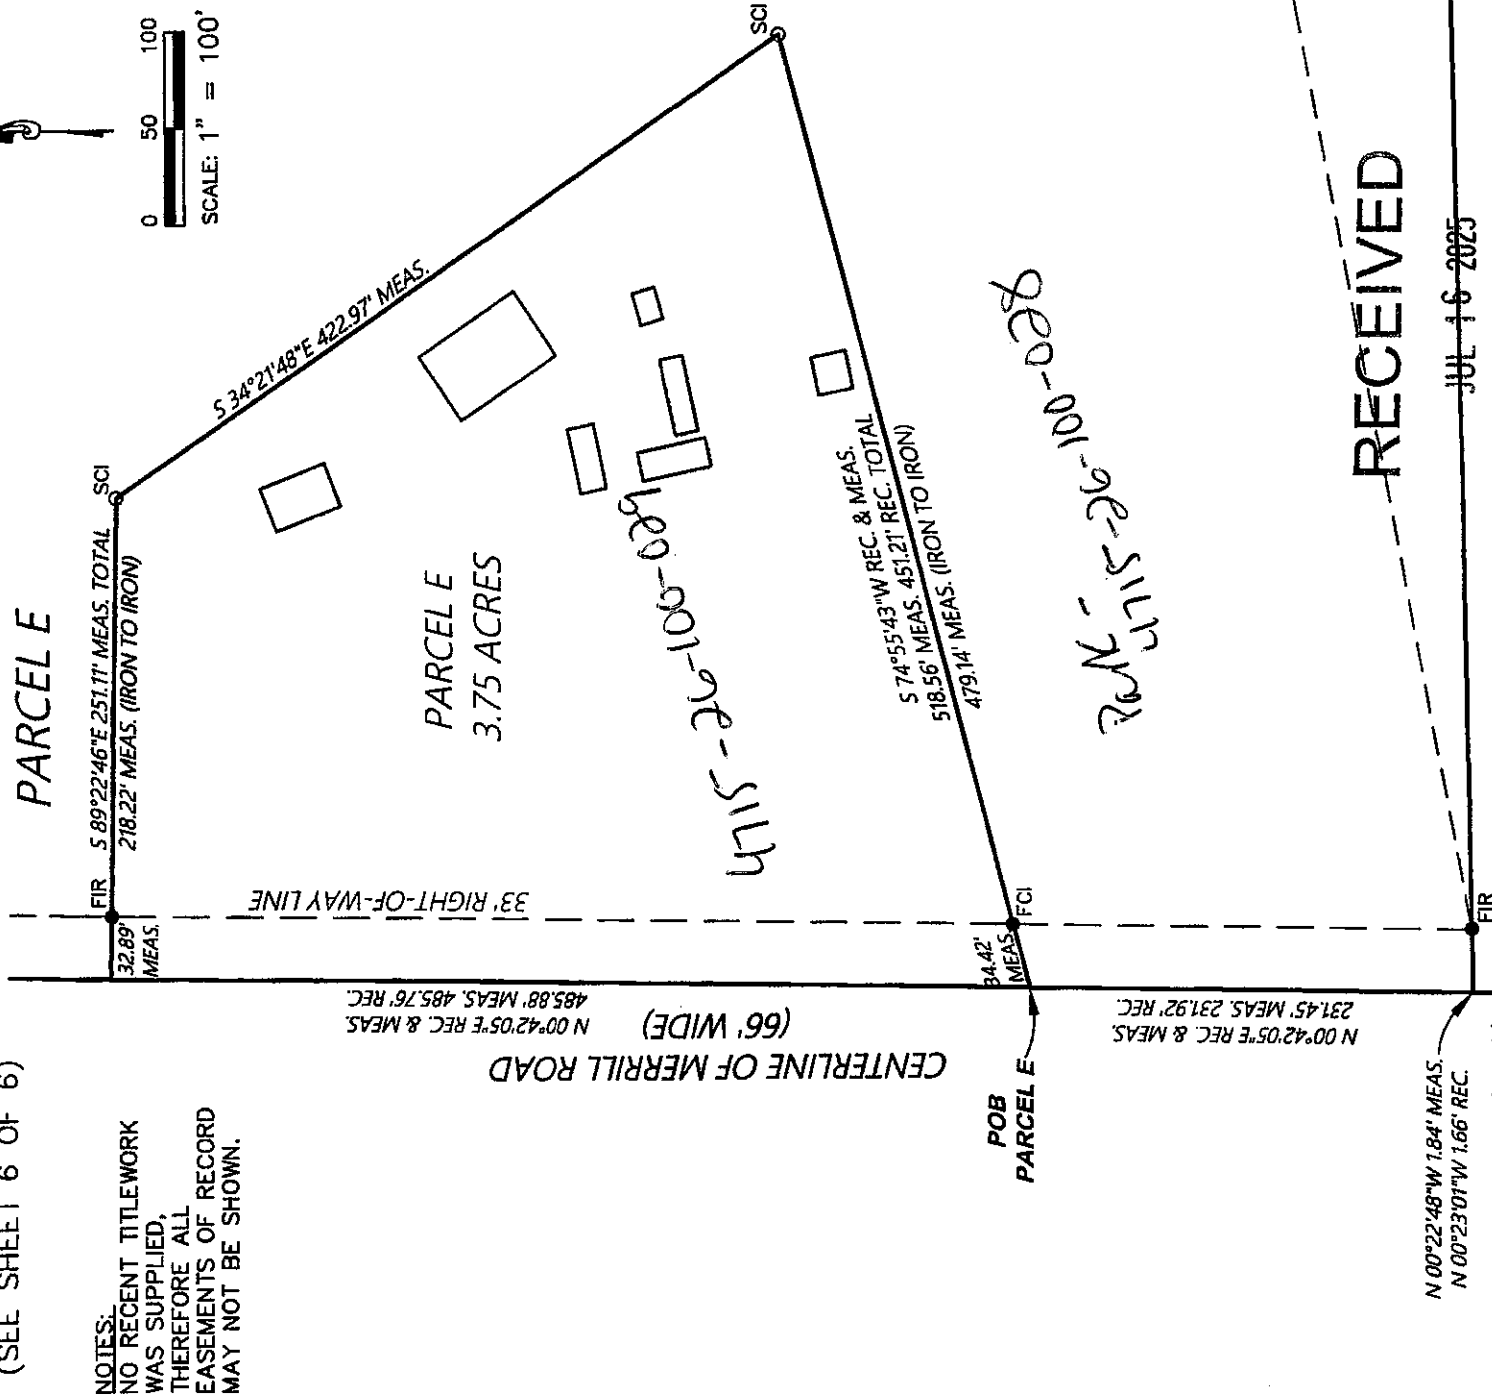 (SEE SHEET 6 OF 6)
PARCEL E
0 50 100
SCALE: 1" = 100'
NOTES:
NO RECENT TITLEWORK
WAS SUPPLIED,
THEREFORE ALL
EASEMENTS OF RECORD
MAY NOT BE SHOWN.
FIR
S 89°22'46"E 251.11' MEAS. TOTAL
218.22' MEAS. (IRON TO IRON)
SCI
32.89'
MEAS.
S 34°21'48"E 422.97' MEAS.
SCI
PARCEL E
3.75 ACRES
4715-26-100-029
33' RIGHT-OF-WAY LINE
S 74°55'43"W REC. & MEAS.
518.56' MEAS. 451.21' REC. TOTAL
479.14' MEAS. (IRON TO IRON)
34.42'
MEAS.
FCI
N 00°42'05"E REC. & MEAS.
485.88' MEAS. 485.76' REC.
CENTERLINE OF MERRILL ROAD
(66' WIDE)
POB
PARCEL E
4715-26-100-028
N 00°42'05"E REC. & MEAS.
231.45' MEAS. 231.92' REC.
FIR
N 00°22'48"W 1.84' MEAS.
N 00°23'01"W 1.66' REC.
RECEIVED
JUL 16 2025